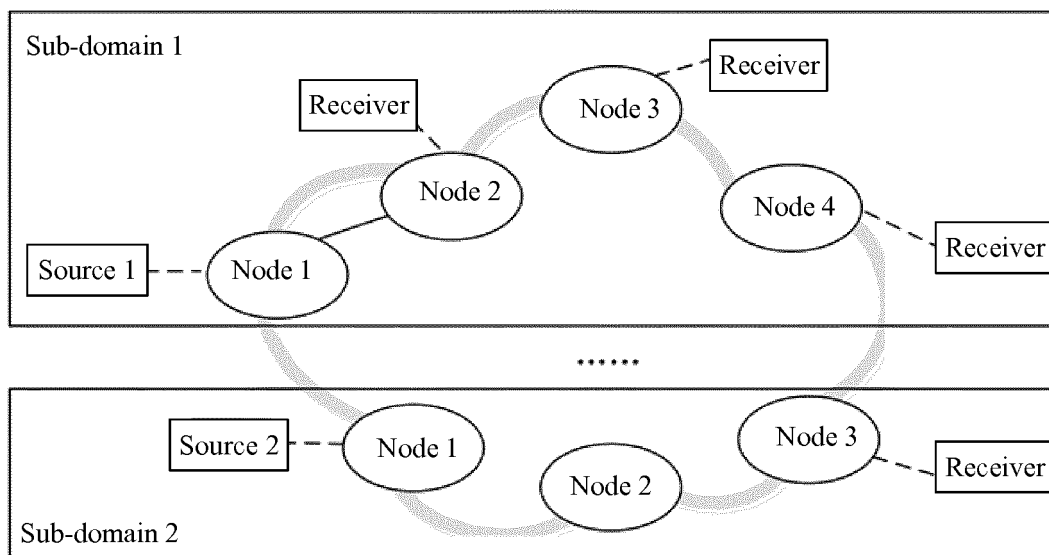 Sub-domain 1
Receiver
Node 3
Receiver
Node 2
Node 4
Source 1
Node 1
Receiver
......
Source 2
Node 1
Node 2
Node 3
Receiver
Sub-domain 2